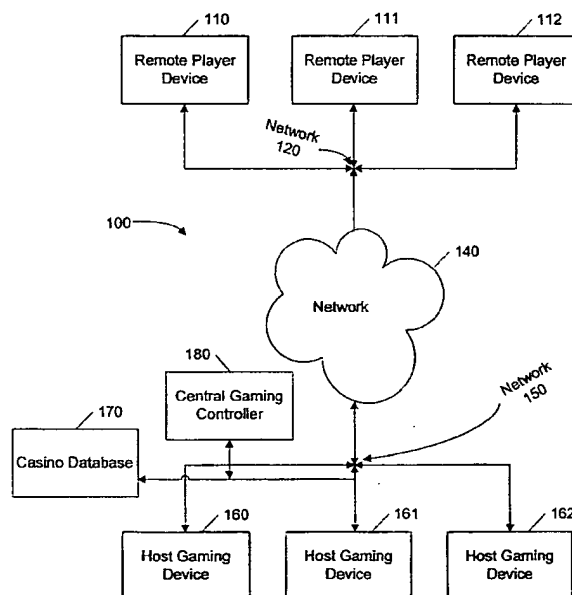 110
111
112
Remote Player
Device
Remote Player
Device
Remote Player
Device
Network
120
100
140
Network
180
Central Gaming
Controller
170
Casino Database
Network
150
160
161
162
Host Gaming
Device
Host Gaming
Device
Host Gaming
Device